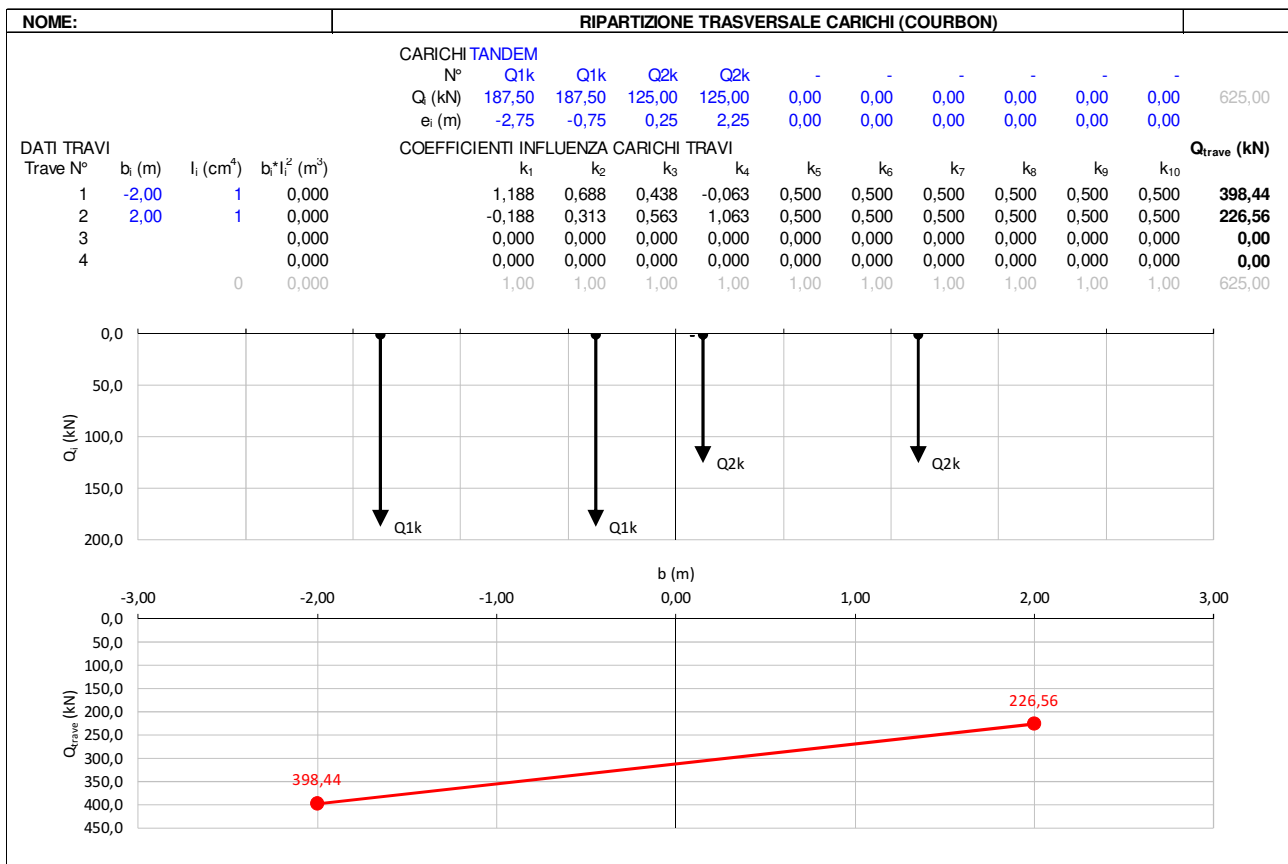 NOME: RIPARTIZIONE TRASVERSALE CARICHI (COURBON)
CARICHI TANDEM
N° Q1k Q1k Q2k Q2k - - - - - -
Qᵢ (kN) 187,50 187,50 125,00 125,00 0,00 0,00 0,00 0,00 0,00 0,00 625,00
eᵢ (m) -2,75 -0,75 0,25 2,25 0,00 0,00 0,00 0,00 0,00 0,00
DATI TRAVI COEFFICIENTI INFLUENZA CARICHI TRAVI Qtrave (kN)
Trave N° bᵢ (m) Iᵢ (cm⁴) bᵢ*Iᵢ² (m³) k₁ k₂ k₃ k₄ k₅ k₆ k₇ k₈ k₉ k₁₀
1 -2,00 1 0,000 1,188 0,688 0,438 -0,063 0,500 0,500 0,500 0,500 0,500 0,500 398,44
2 2,00 1 0,000 -0,188 0,313 0,563 1,063 0,500 0,500 0,500 0,500 0,500 0,500 226,56
3 0,000 0,000 0,000 0,000 0,000 0,000 0,000 0,000 0,000 0,000 0,000 0,00
4 0,000 0,000 0,000 0,000 0,000 0,000 0,000 0,000 0,000 0,000 0,000 0,00
0 0,000 1,00 1,00 1,00 1,00 1,00 1,00 1,00 1,00 1,00 1,00 625,00
0,0
50,0
100,0
150,0
200,0
Qᵢ (kN)
-
Q1k
Q1k
Q2k
Q2k
b (m)
-3,00 -2,00 -1,00 0,00 1,00 2,00 3,00
0,0
50,0
100,0
150,0
200,0
250,0
300,0
350,0
400,0
450,0
Qtrave (kN)
398,44
226,56